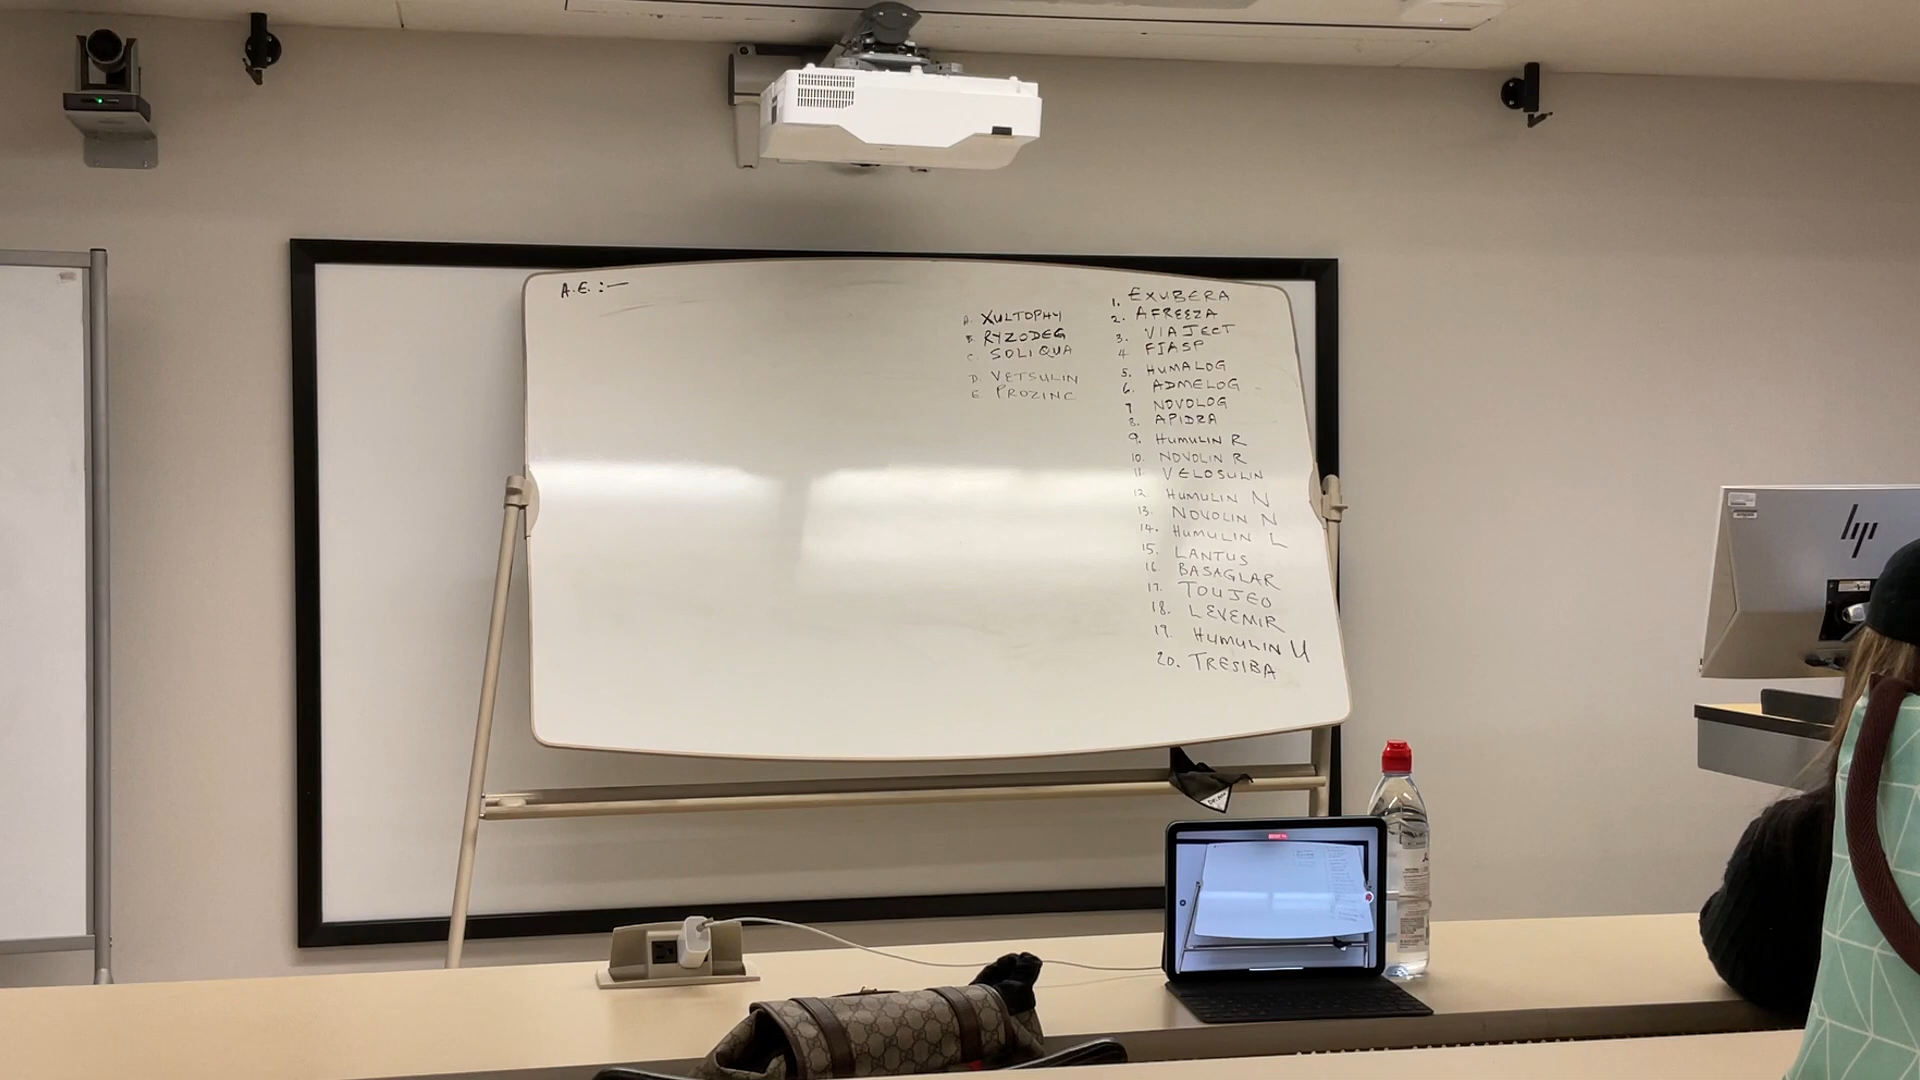 A.E. :—
A. XULTOPHY
B. RYZODEG
C. SOLIQUA
D. VETSULIN
E. PROZINC
1. EXUBERA
2. AFREEZA
3. VIAJECT
4. FIASP
5. HUMALOG
6. ADMELOG
7. NOVOLOG
8. APIDRA
9. HUMULIN R
10. NOVOLIN R
11. VELOSULIN
12. HUMULIN N
13. NOVOLIN N
14. HUMULIN L
15. LANTUS
16. BASAGLAR
17. TOUJEO
18. LEVEMIR
19. HUMULIN U
20. TRESIBA
hp